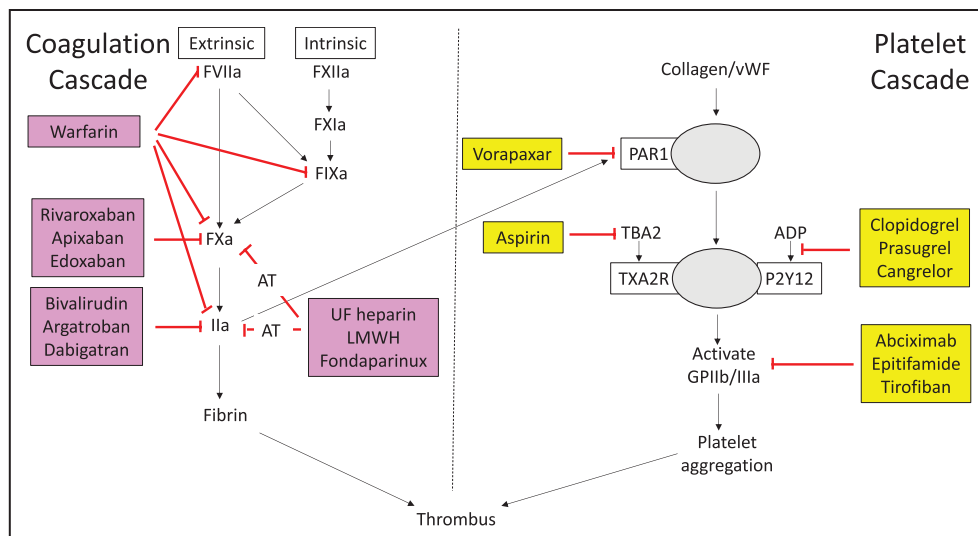 Coagulation
Cascade
Extrinsic
Intrinsic
FVIIa
FXIIa
FXIa
FIXa
Warfarin
Rivaroxaban
Apixaban
Edoxaban
FXa
AT
Bivalirudin
Argatroban
Dabigatran
IIa
AT
UF heparin
LMWH
Fondaparinux
Fibrin
Platelet
Cascade
Collagen/vWF
Vorapaxar
PAR1
Aspirin
TBA2
ADP
TXA2R
P2Y12
Clopidogrel
Prasugrel
Cangrelor
Activate
GPIIb/IIIa
Abciximab
Epitifamide
Tirofiban
Platelet
aggregation
Thrombus